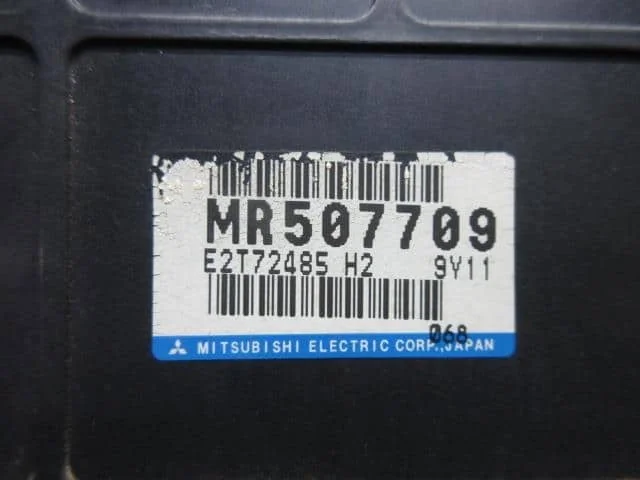 MR507709
E2T72485 H2 9Y11
068
MITSUBISHI ELECTRIC CORP.,JAPAN